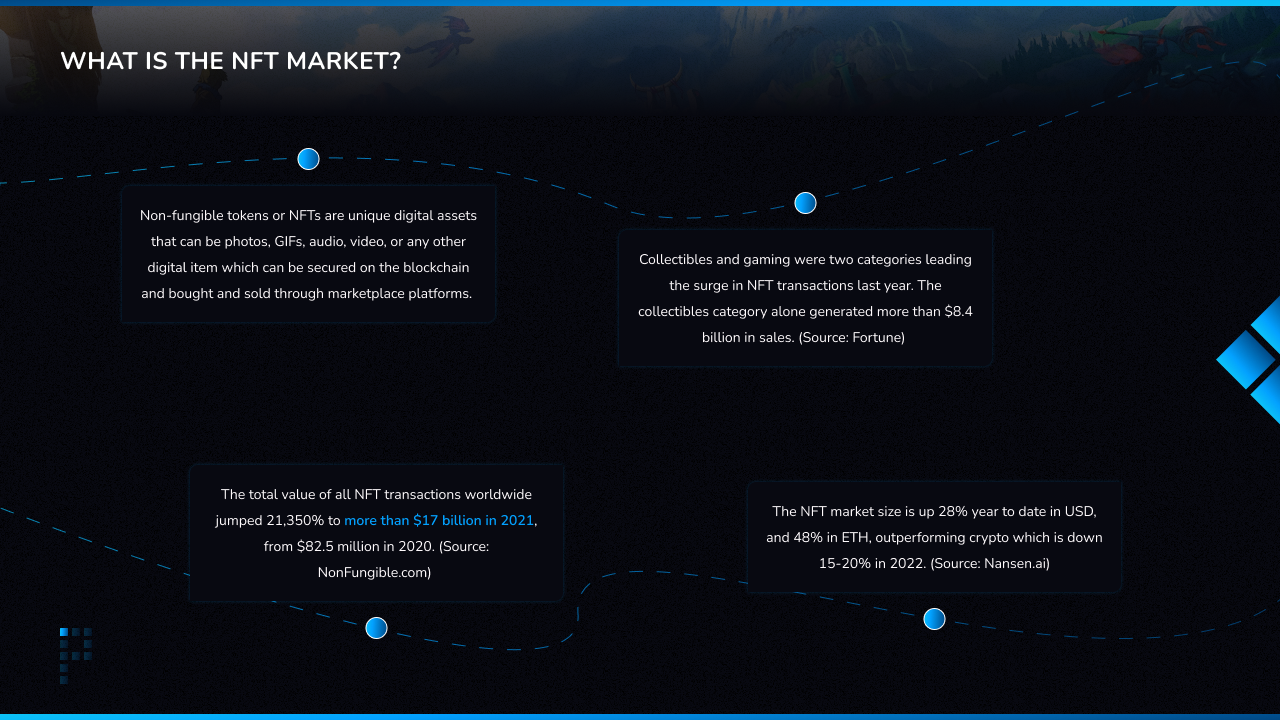 WHAT IS THE NFT MARKET?
Non-fungible tokens or NFTs are unique digital assets
that can be photos, GIFs, audio, video, or any other
digital item which can be secured on the blockchain
and bought and sold through marketplace platforms.
Collectibles and gaming were two categories leading
the surge in NFT transactions last year. The
collectibles category alone generated more than $8.4
billion in sales. (Source: Fortune)
The total value of all NFT transactions worldwide
jumped 21,350% to more than $17 billion in 2021,
from $82.5 million in 2020. (Source:
NonFungible.com)
The NFT market size is up 28% year to date in USD,
and 48% in ETH, outperforming crypto which is down
15-20% in 2022. (Source: Nansen.ai)